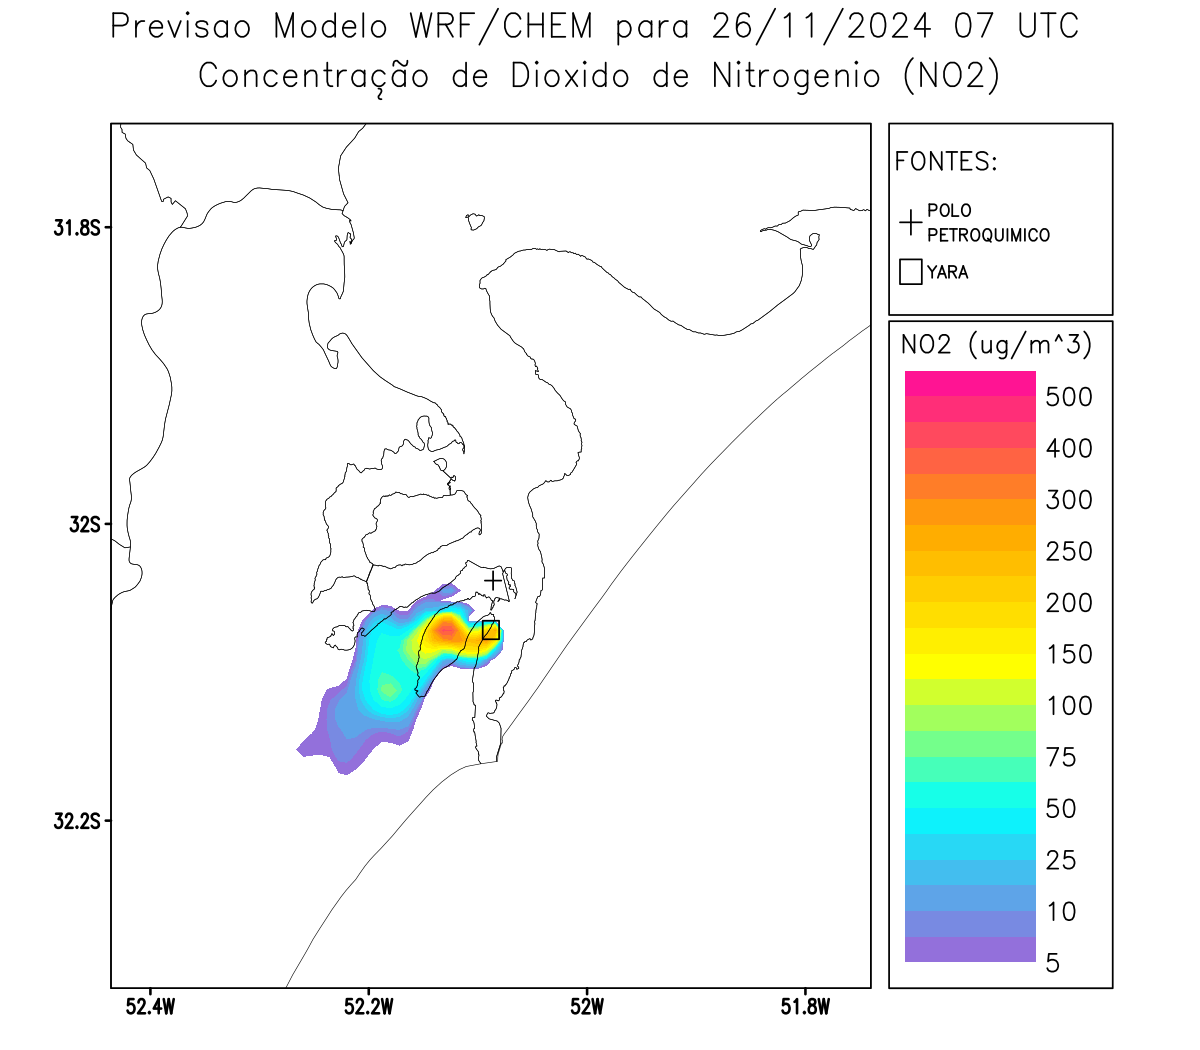 Previsao Modelo WRF/CHEM para 26/11/2024 07 UTC
Concentração de Dioxido de Nitrogenio (NO2)
FONTES:
POLO
PETROQUIMICO
YARA
NO2 (ug/m^3)
500
400
300
250
200
150
100
75
50
25
10
5
31.8S
32S
32.2S
52.4W
52.2W
52W
51.8W